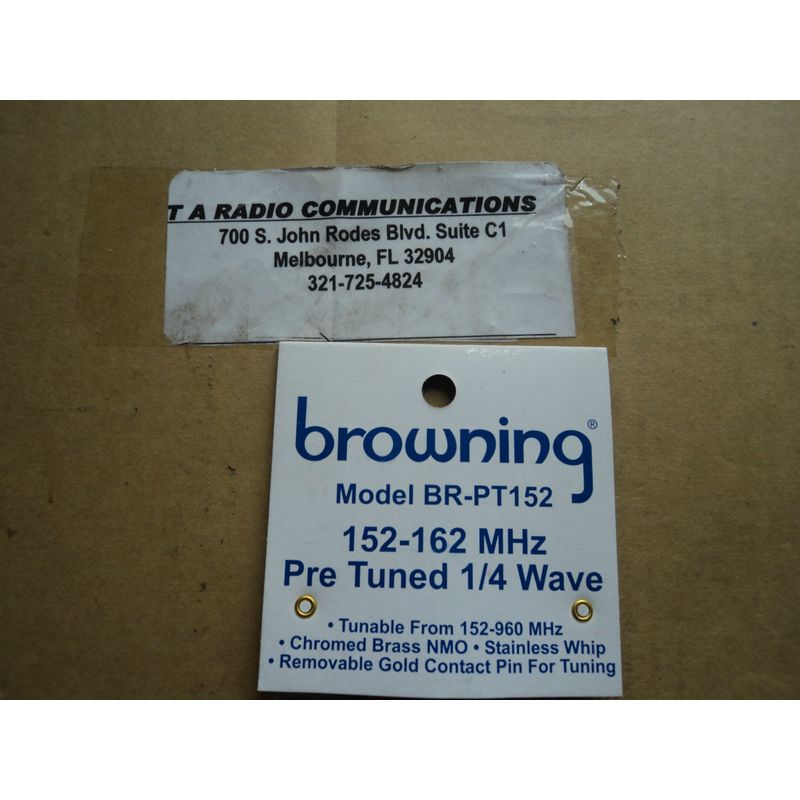 T A RADIO COMMUNICATIONS
700 S. John Rodes Blvd. Suite C1
Melbourne, FL 32904
321-725-4824
browning®
Model BR-PT152
152-162 MHz
Pre Tuned 1/4 Wave
• Tunable From 152-960 MHz
• Chromed Brass NMO • Stainless Whip
• Removable Gold Contact Pin For Tuning